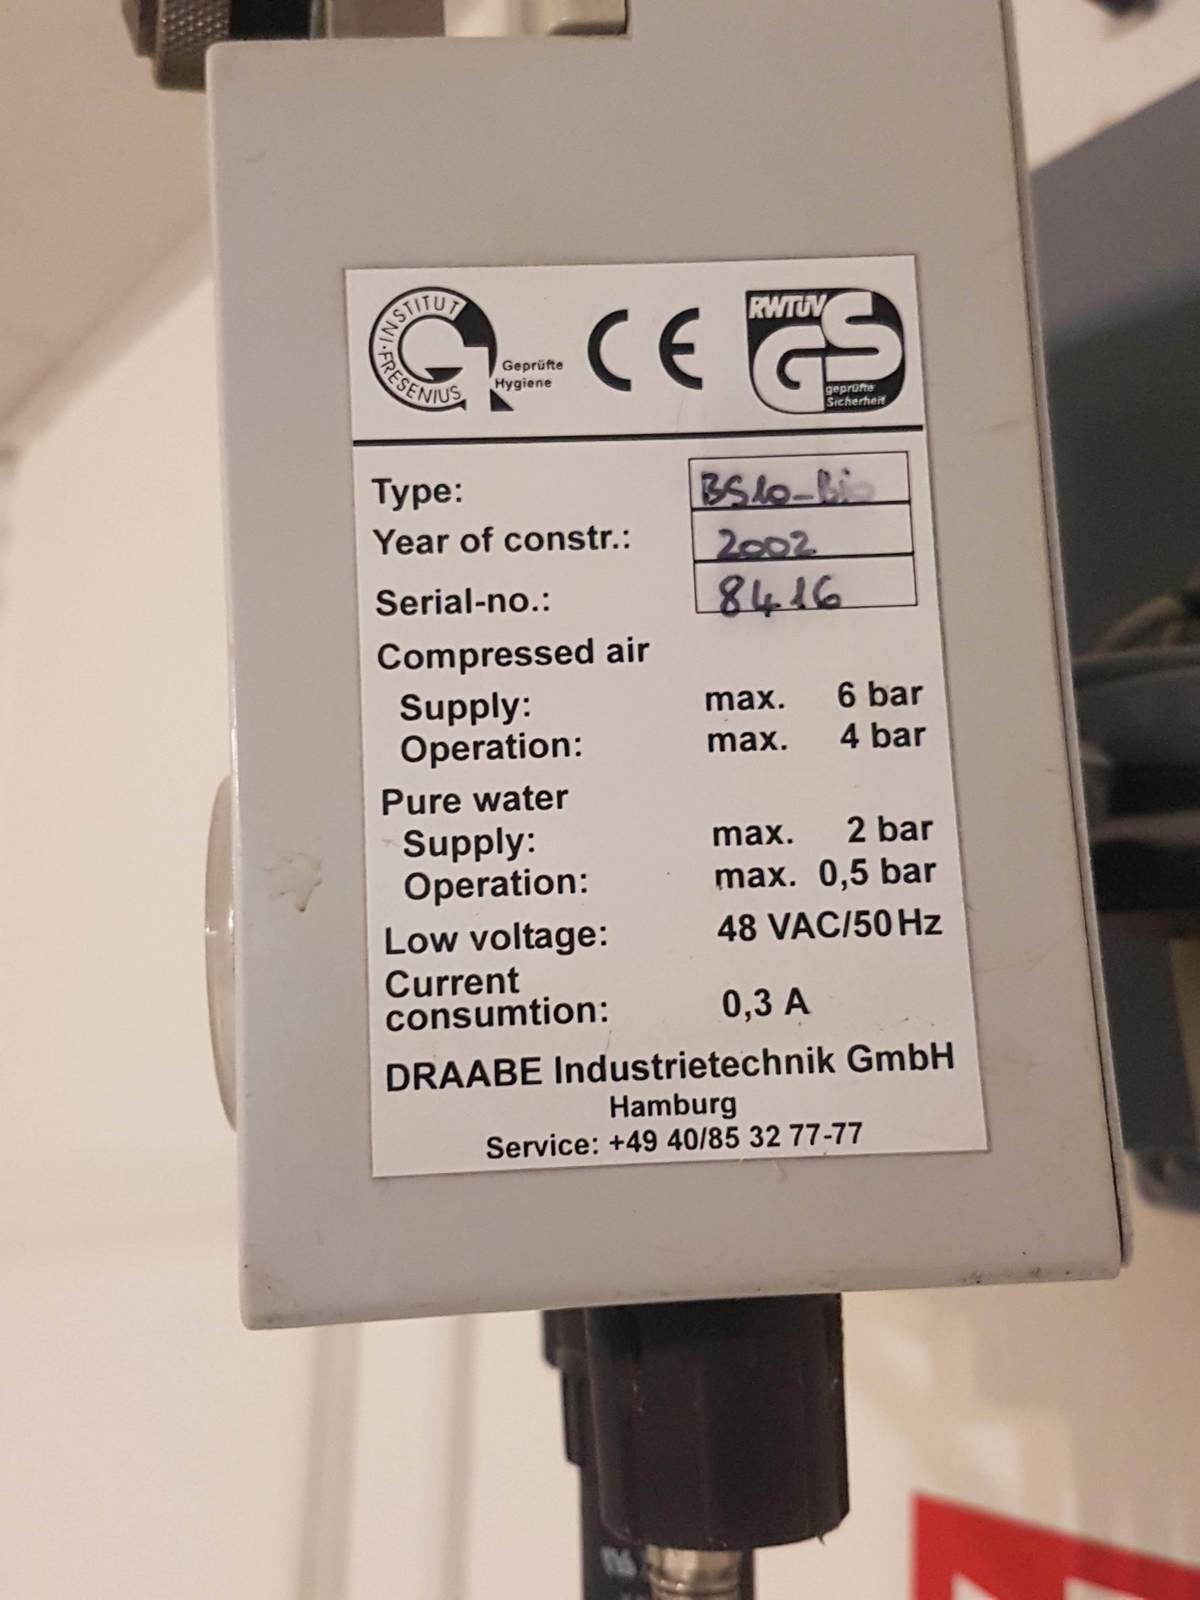 INSTITUT
NI-FRESENIUS
Geprüfte
Hygiene
CE
RWTÜV
GS
geprüfte
Sicherheit
Type: BS10-Bio
Year of constr.: 2002
Serial-no.: 8416
Compressed air
Supply: max. 6 bar
Operation: max. 4 bar
Pure water
Supply: max. 2 bar
Operation: max. 0,5 bar
Low voltage: 48 VAC/50 Hz
Current
consumtion: 0,3 A
DRAABE Industrietechnik GmbH
Hamburg
Service: +49 40/85 32 77-77